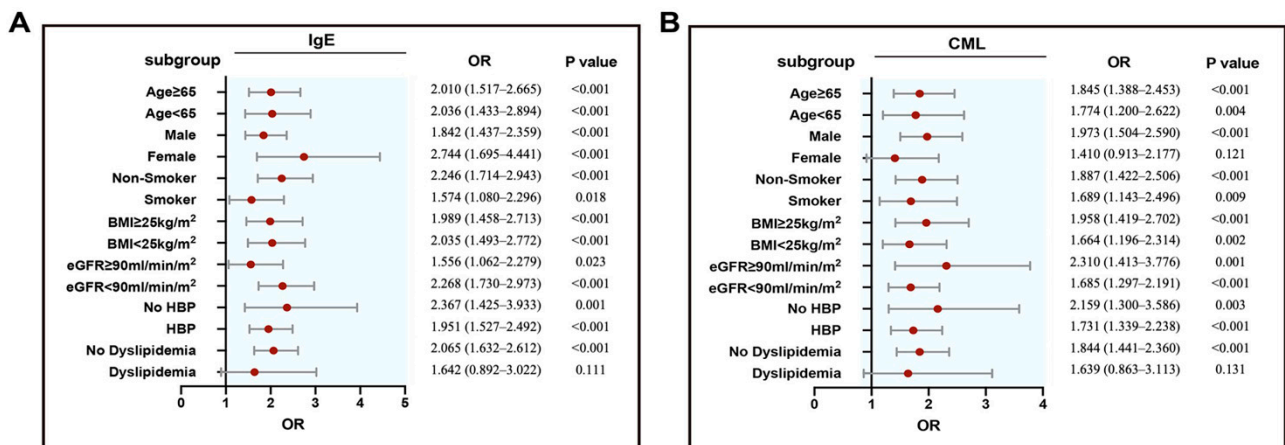 A
IgE
subgroup OR P value
Age≥65 2.010 (1.517–2.665) <0.001
Age<65 2.036 (1.433–2.894) <0.001
Male 1.842 (1.437–2.359) <0.001
Female 2.744 (1.695–4.441) <0.001
Non-Smoker 2.246 (1.714–2.943) <0.001
Smoker 1.574 (1.080–2.296) 0.018
BMI≥25kg/m² 1.989 (1.458–2.713) <0.001
BMI<25kg/m² 2.035 (1.493–2.772) <0.001
eGFR≥90ml/min/m² 1.556 (1.062–2.279) 0.023
eGFR<90ml/min/m² 2.268 (1.730–2.973) <0.001
No HBP 2.367 (1.425–3.933) 0.001
HBP 1.951 (1.527–2.492) <0.001
No Dyslipidemia 2.065 (1.632–2.612) <0.001
Dyslipidemia 1.642 (0.892–3.022) 0.111
0 1 2 3 4 5
OR
B
CML
subgroup OR P value
Age≥65 1.845 (1.388–2.453) <0.001
Age<65 1.774 (1.200–2.622) 0.004
Male 1.973 (1.504–2.590) <0.001
Female 1.410 (0.913–2.177) 0.121
Non-Smoker 1.887 (1.422–2.506) <0.001
Smoker 1.689 (1.143–2.496) 0.009
BMI≥25kg/m² 1.958 (1.419–2.702) <0.001
BMI<25kg/m² 1.664 (1.196–2.314) 0.002
eGFR≥90ml/min/m² 2.310 (1.413–3.776) 0.001
eGFR<90ml/min/m² 1.685 (1.297–2.191) <0.001
No HBP 2.159 (1.300–3.586) 0.003
HBP 1.731 (1.339–2.238) <0.001
No Dyslipidemia 1.844 (1.441–2.360) <0.001
Dyslipidemia 1.639 (0.863–3.113) 0.131
0 1 2 3 4
OR